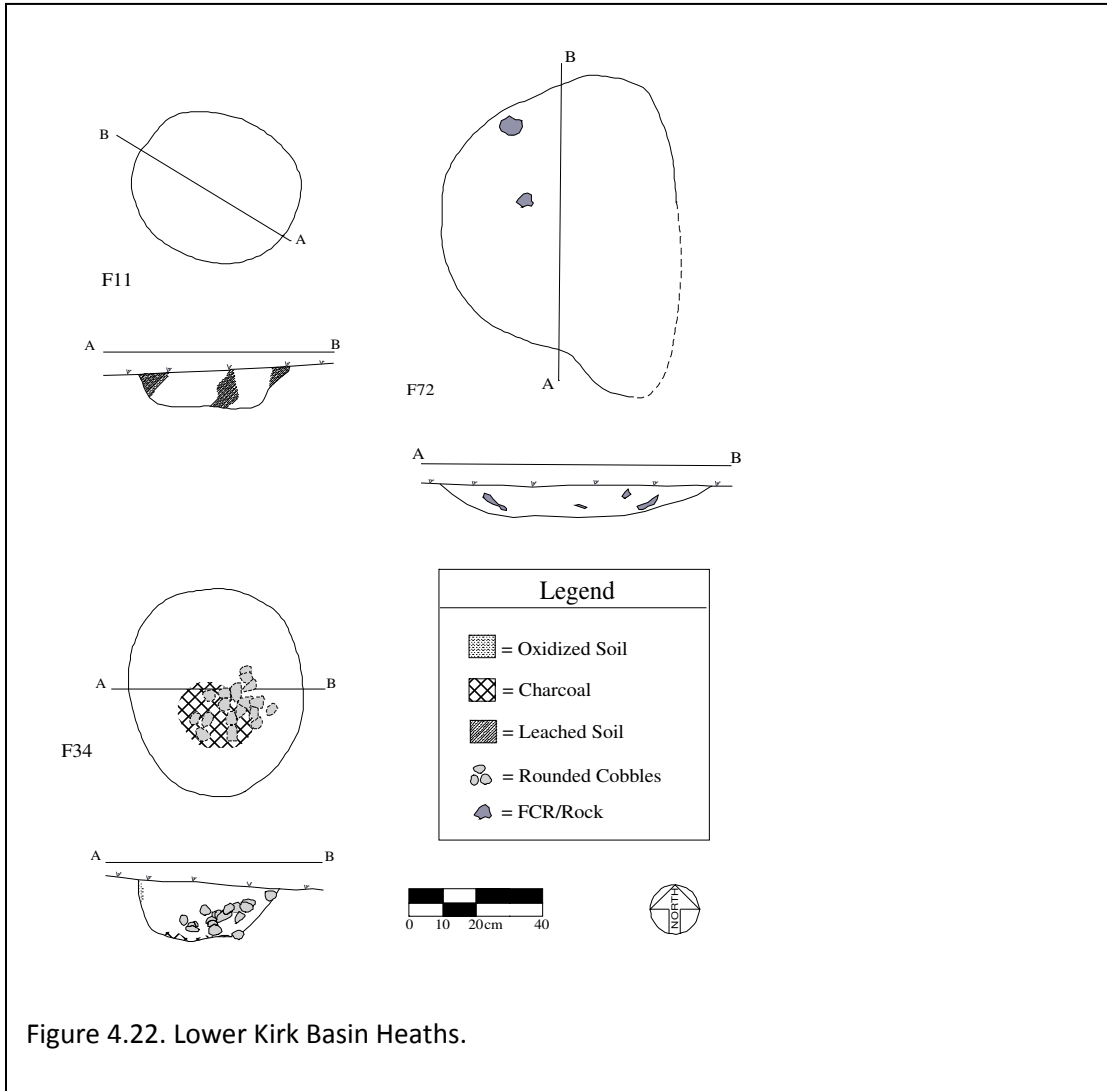 B
A
F11
A B
B
A
F72
A B
A B
F34
A B
Legend
= Oxidized Soil
= Charcoal
= Leached Soil
= Rounded Cobbles
= FCR/Rock
0 10 20cm 40
NORTH
Figure 4.22. Lower Kirk Basin Heaths.